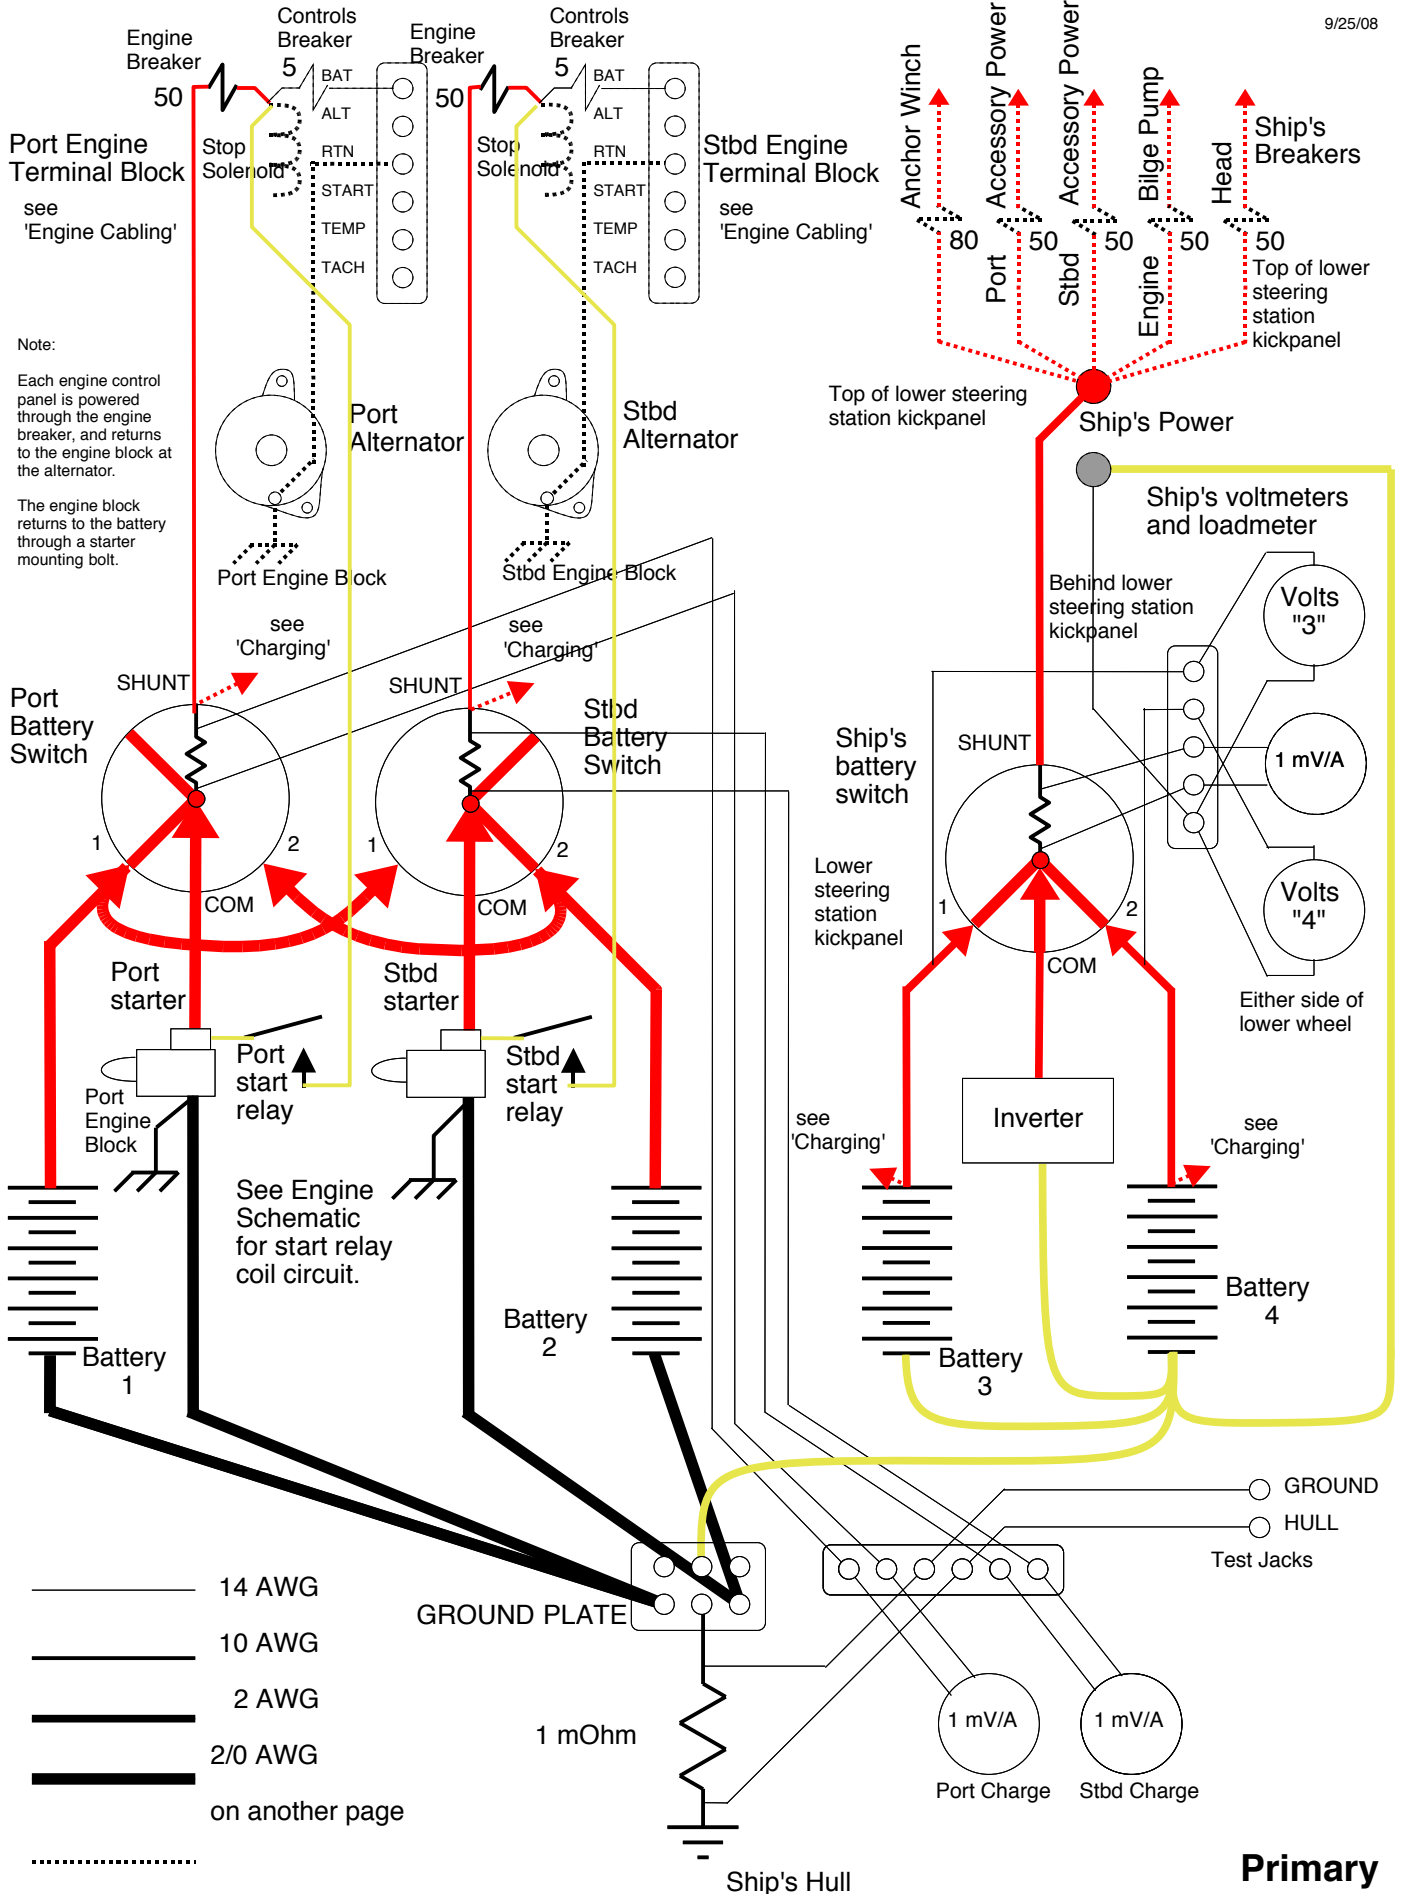 9/25/08
Engine
Breaker
50
Controls
Breaker
5
BAT
ALT
RTN
START
TEMP
TACH
Stop
Solenoid
Port Engine
Terminal Block
see
'Engine Cabling'
Engine
Breaker
50
Controls
Breaker
5
BAT
ALT
RTN
START
TEMP
TACH
Stop
Solenoid
Stbd Engine
Terminal Block
see
'Engine Cabling'
Anchor Winch
Accessory Power
Accessory Power
Bilge Pump
Head
Ship's
Breakers
80
50
50
50
50
Port
Stbd
Engine
Top of lower
steering
station
kickpanel
Note:
Each engine control
panel is powered
through the engine
breaker, and returns
to the engine block at
the alternator.
The engine block
returns to the battery
through a starter
mounting bolt.
Port
Alternator
Port Engine Block
Stbd
Alternator
Stbd Engine Block
Top of lower steering
station kickpanel
Ship's Power
Ship's voltmeters
and loadmeter
Behind lower
steering station
kickpanel
Volts
"3"
1 mV/A
Volts
"4"
Either side of
lower wheel
see
'Charging'
see
'Charging'
Port
Battery
Switch
SHUNT
1
2
COM
SHUNT
1
2
COM
Stbd
Battery
Switch
Ship's
battery
switch
SHUNT
1
2
COM
Lower
steering
station
kickpanel
Port
starter
Stbd
starter
Port
start
relay
Stbd
start
relay
Port
Engine
Block
See Engine
Schematic
for start relay
coil circuit.
Inverter
see
'Charging'
see
'Charging'
Battery
1
Battery
2
Battery
3
Battery
4
GROUND
HULL
Test Jacks
GROUND PLATE
1 mOhm
1 mV/A
Port Charge
1 mV/A
Stbd Charge
14 AWG
10 AWG
2 AWG
2/0 AWG
on another page
Ship's Hull
Primary